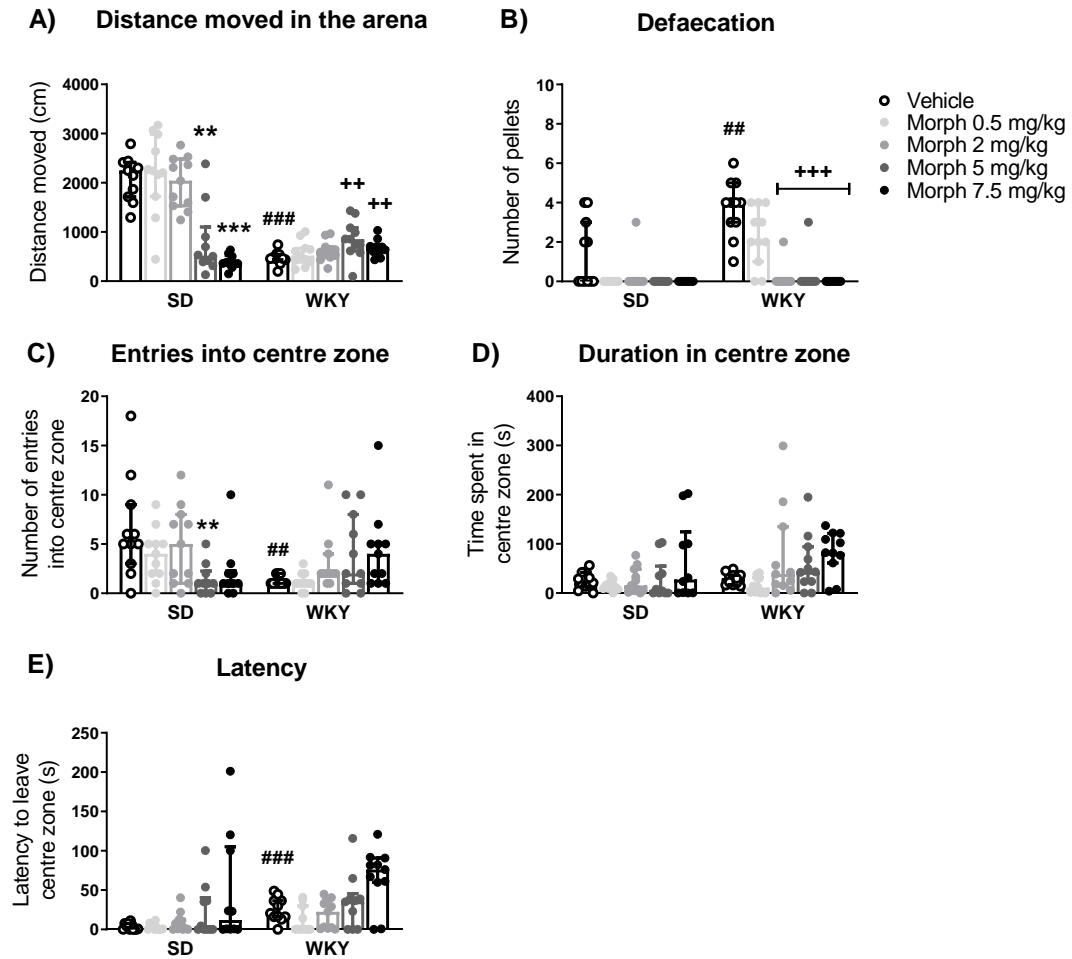 A) Distance moved in the arena
Distance moved (cm)
4000
3000
2000
1000
0
**
***
###
++
++
SD
WKY
B) Defaecation
Number of pellets
10
8
6
4
2
0
##
+++
SD
WKY
Vehicle
Morph 0.5 mg/kg
Morph 2 mg/kg
Morph 5 mg/kg
Morph 7.5 mg/kg
C) Entries into centre zone
Number of entries
into centre zone
20
15
10
5
0
**
##
SD
WKY
D) Duration in centre zone
Time spent in
centre zone (s)
400
300
200
100
0
SD
WKY
E) Latency
Latency to leave
centre zone (s)
250
200
150
100
50
0
###
SD
WKY